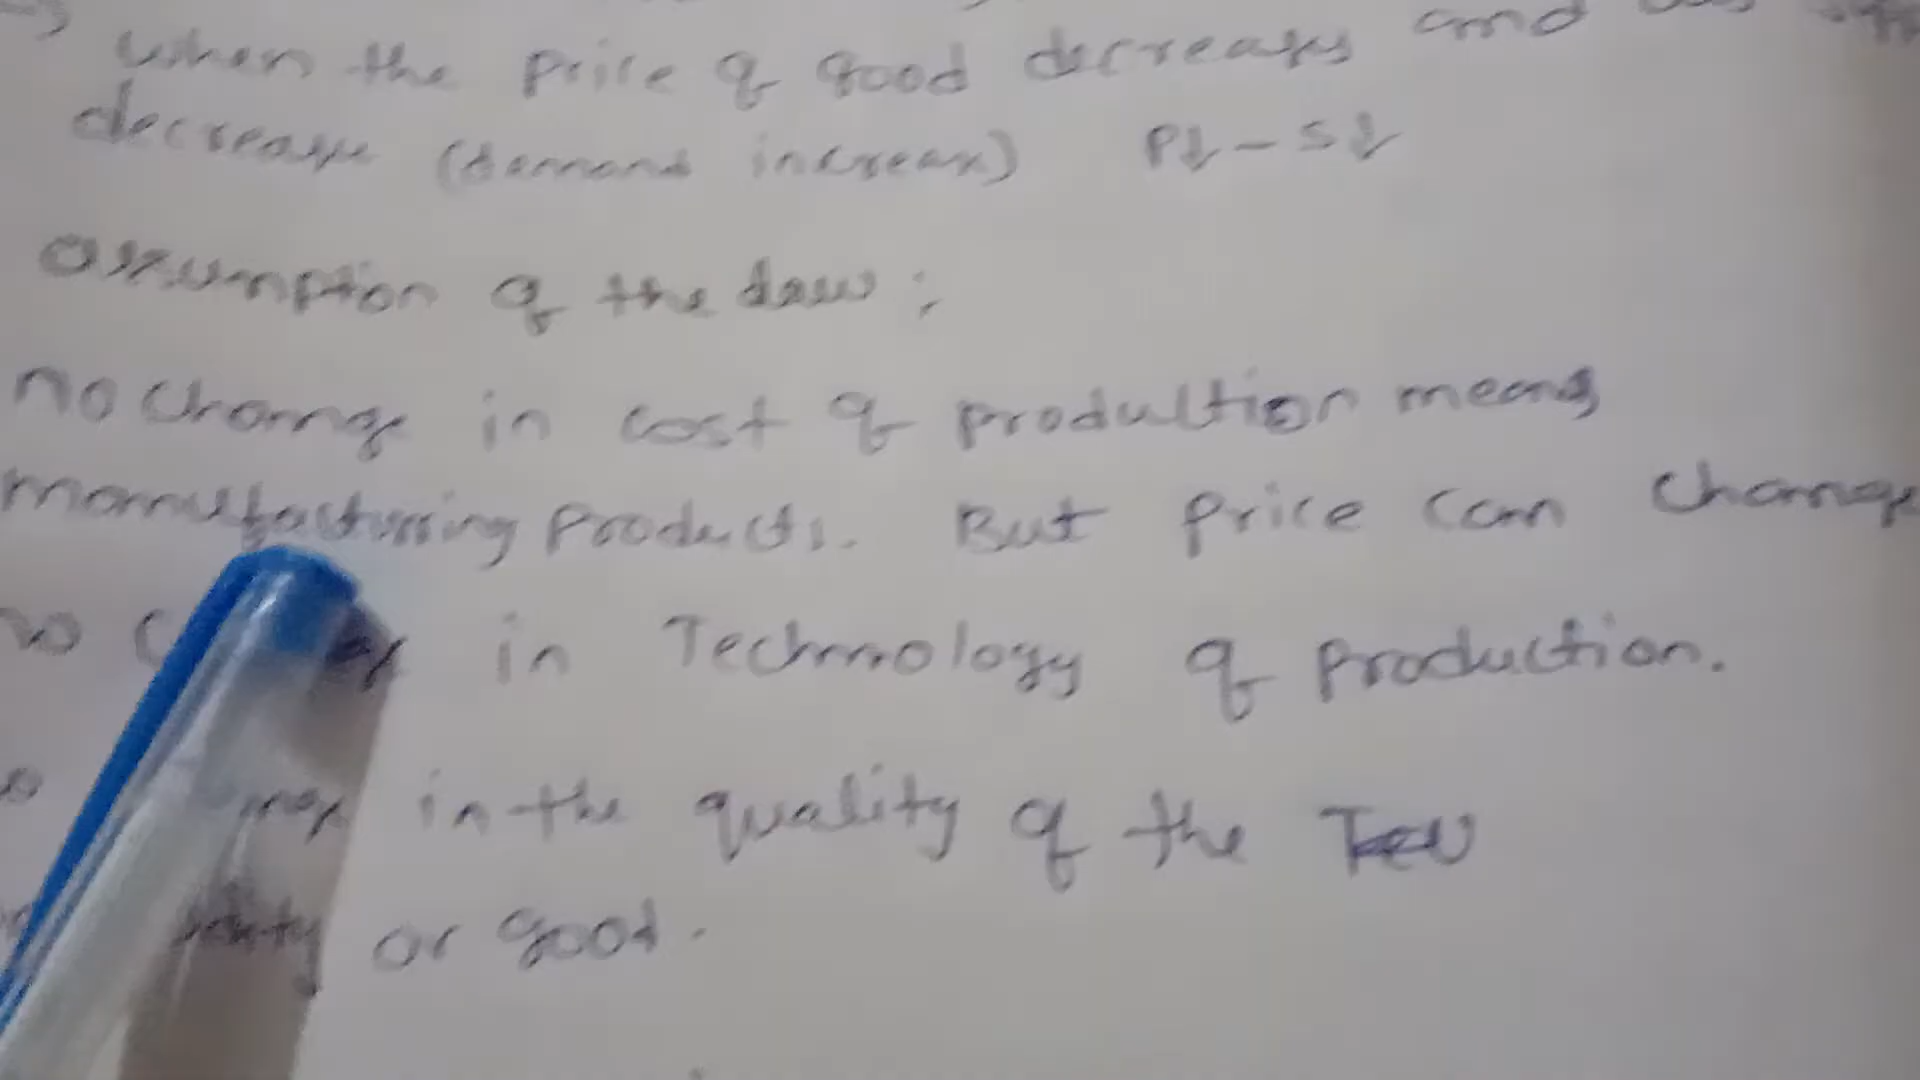 when the price of good decreases and
decrease (demand increase) P↓ – S↓
assumption of the law :
no change in cost of production means
manufacturing products. But price can change
in Technology of production.
in the quality of the
or good.